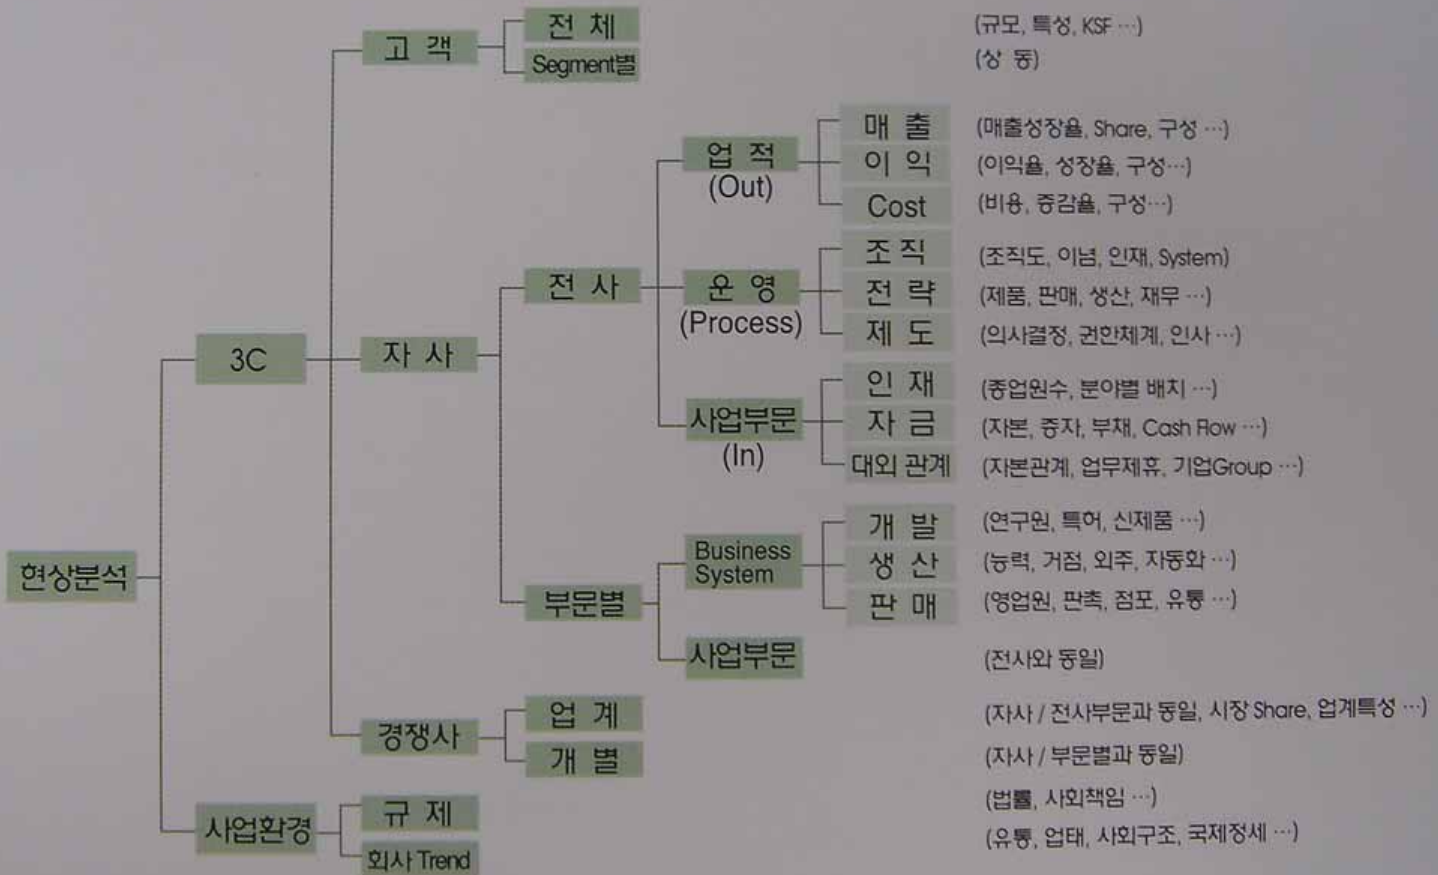 고 객
전 체 (규모, 특성, KSF …)
Segment별 (상 동)
매 출 (매출성장율, Share, 구성 …)
업 적
(Out)
이 익 (이익율, 성장율, 구성…)
Cost (비용, 증감율, 구성…)
조 직 (조직도, 이념, 인재, System)
전 사
운 영
(Process)
전 략 (제품, 판매, 생산, 재무 …)
제 도 (의사결정, 권한체계, 인사 …)
3C
자 사
인 재 (종업원수, 분야별 배치 …)
사업부문
(In)
자 금 (자본, 증자, 부채, Cash Flow …)
대외 관계 (자본관계, 업무제휴, 기업Group …)
개 발 (연구원, 특허, 신제품 …)
Business
System
생 산 (능력, 거점, 외주, 자동화 …)
현상분석
부문별
판 매 (영업원, 판촉, 점포, 유통 …)
사업부문 (전사와 동일)
경쟁사
업 계 (자사 / 전사부문과 동일, 시장 Share, 업계특성 …)
개 별 (자사 / 부문별과 동일)
사업환경
규 제 (법률, 사회책임 …)
회사 Trend (유통, 업태, 사회구조, 국제정세 …)